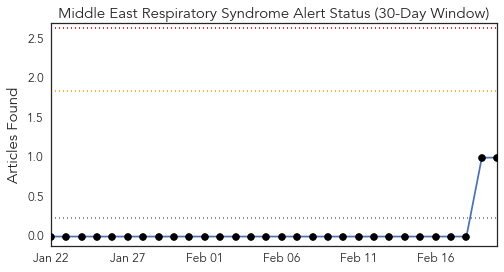 Middle East Respiratory Syndrome Alert Status (30-Day Window)
Articles Found
2.5
2.0
1.5
1.0
0.5
0.0
Jan 22 Jan 27 Feb 01 Feb 06 Feb 11 Feb 16